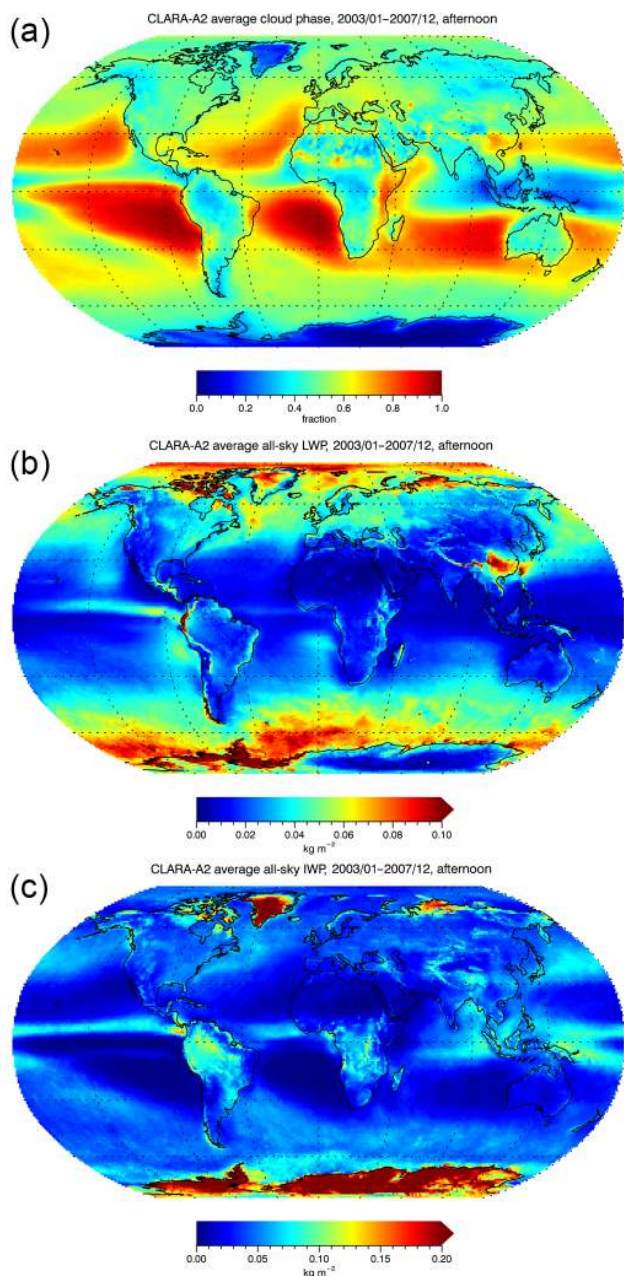 (a)
CLARA-A2 average cloud phase, 2003/01-2007/12, afternoon
0.0 0.2 0.4 0.6 0.8 1.0
fraction
(b)
CLARA-A2 average all-sky LWP, 2003/01-2007/12, afternoon
0.00 0.02 0.04 0.06 0.08 0.10
kg m⁻²
(c)
CLARA-A2 average all-sky IWP, 2003/01-2007/12, afternoon
0.00 0.05 0.10 0.15 0.20
kg m⁻²